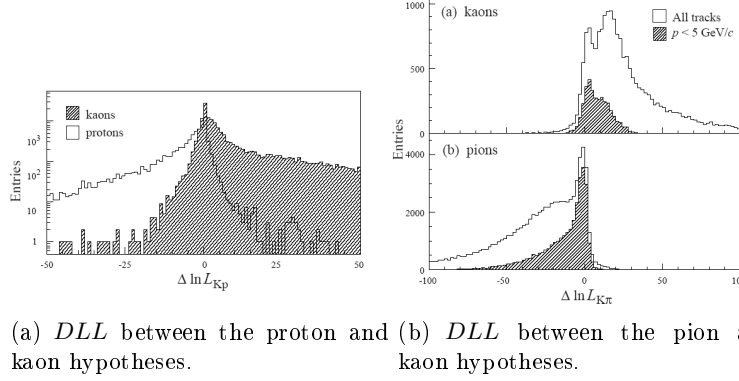 kaons
protons
Entries
10³
10²
10
1
-50
-25
0
25
50
Δ ln L_Kp
(a) kaons
All tracks
p < 5 GeV/c
1000
500
0
Entries
(b) pions
4000
2000
0
-100
-50
0
50
100
Δ ln L_Kπ
(a) DLL between the proton and
kaon hypotheses.
(b) DLL between the pion a
kaon hypotheses.